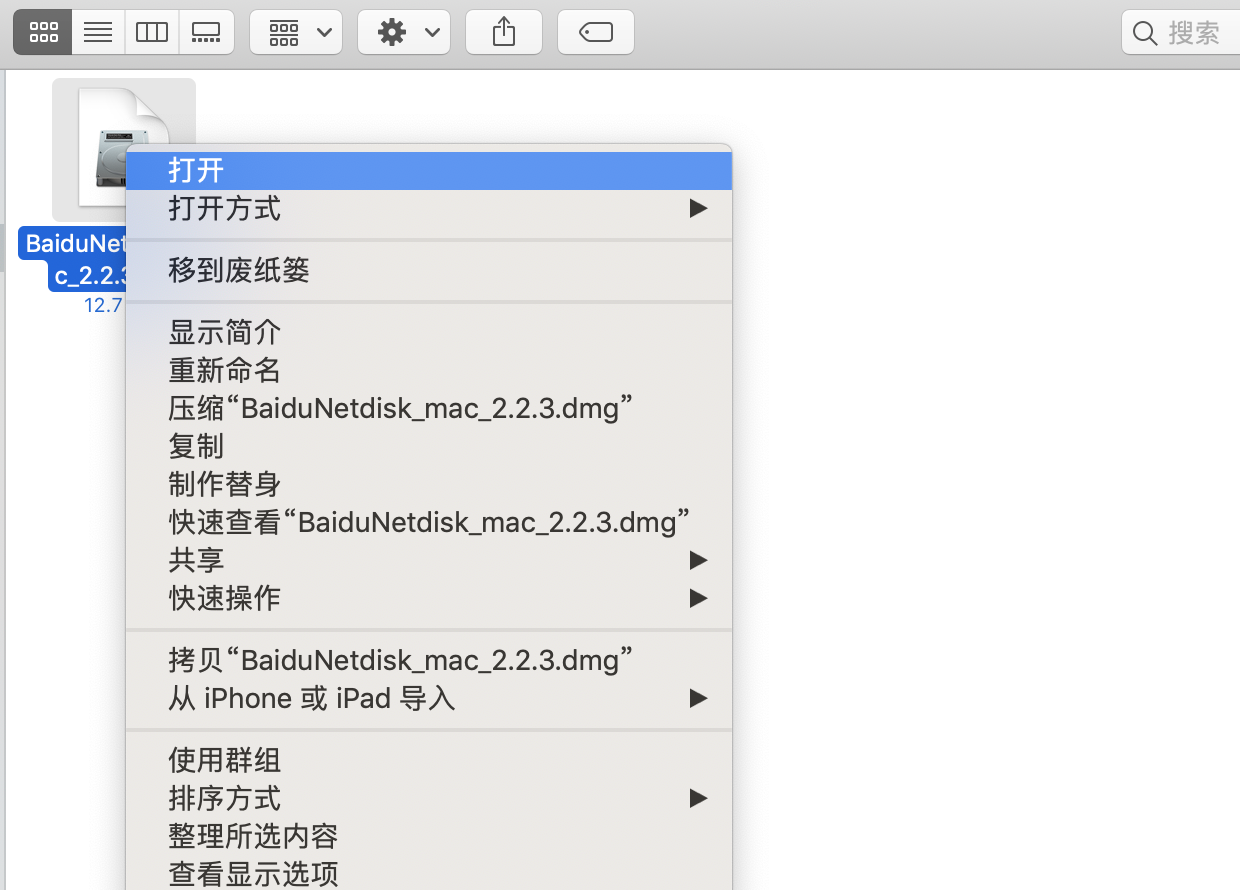 搜索
BaiduNet
c_2.2.3
12.7
打开
打开方式
移到废纸篓
显示简介
重新命名
压缩“BaiduNetdisk_mac_2.2.3.dmg”
复制
制作替身
快速查看“BaiduNetdisk_mac_2.2.3.dmg”
共享
快速操作
拷贝“BaiduNetdisk_mac_2.2.3.dmg”
从 iPhone 或 iPad 导入
使用群组
排序方式
整理所选内容
查看显示选项